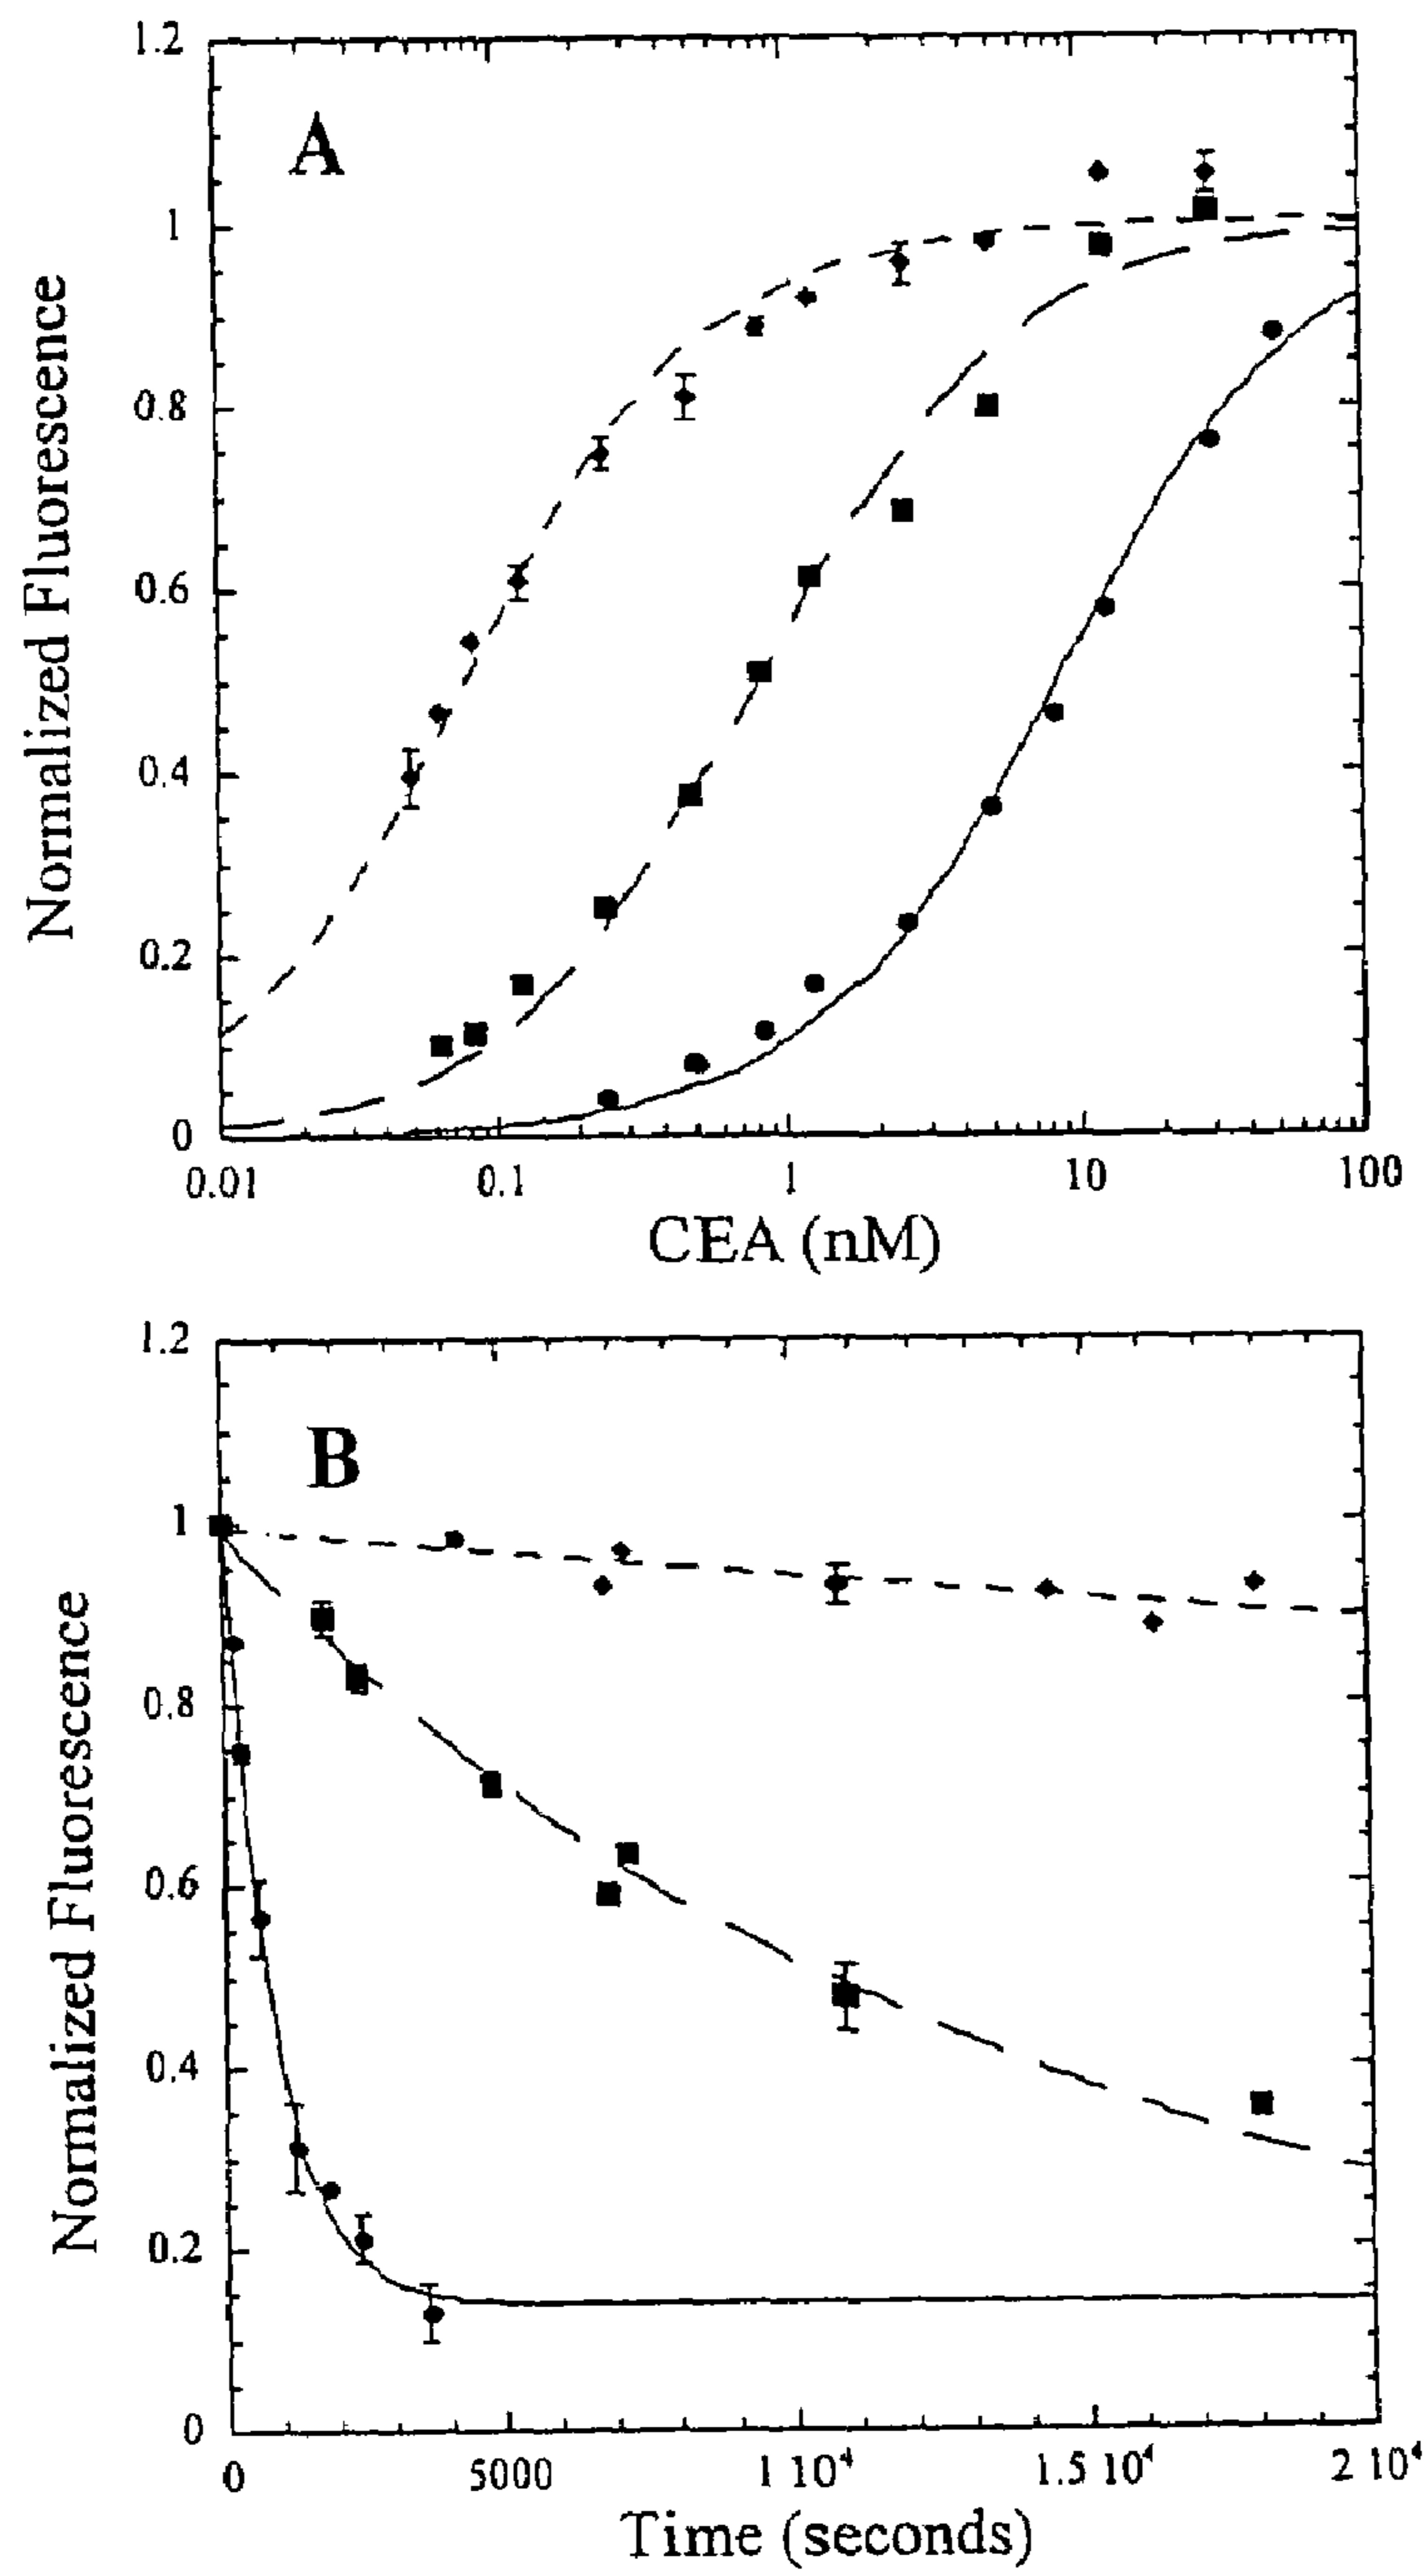 1.2
A
1
0.8
0.6
0.4
0.2
0
Normalized Fluorescence
0.01 0.1 1 10 100
CEA (nM)
1.2
B
1
0.8
0.6
0.4
0.2
0
Normalized Fluorescence
0 5000 1 10⁴ 1.5 10⁴ 2 10⁴
Time (seconds)